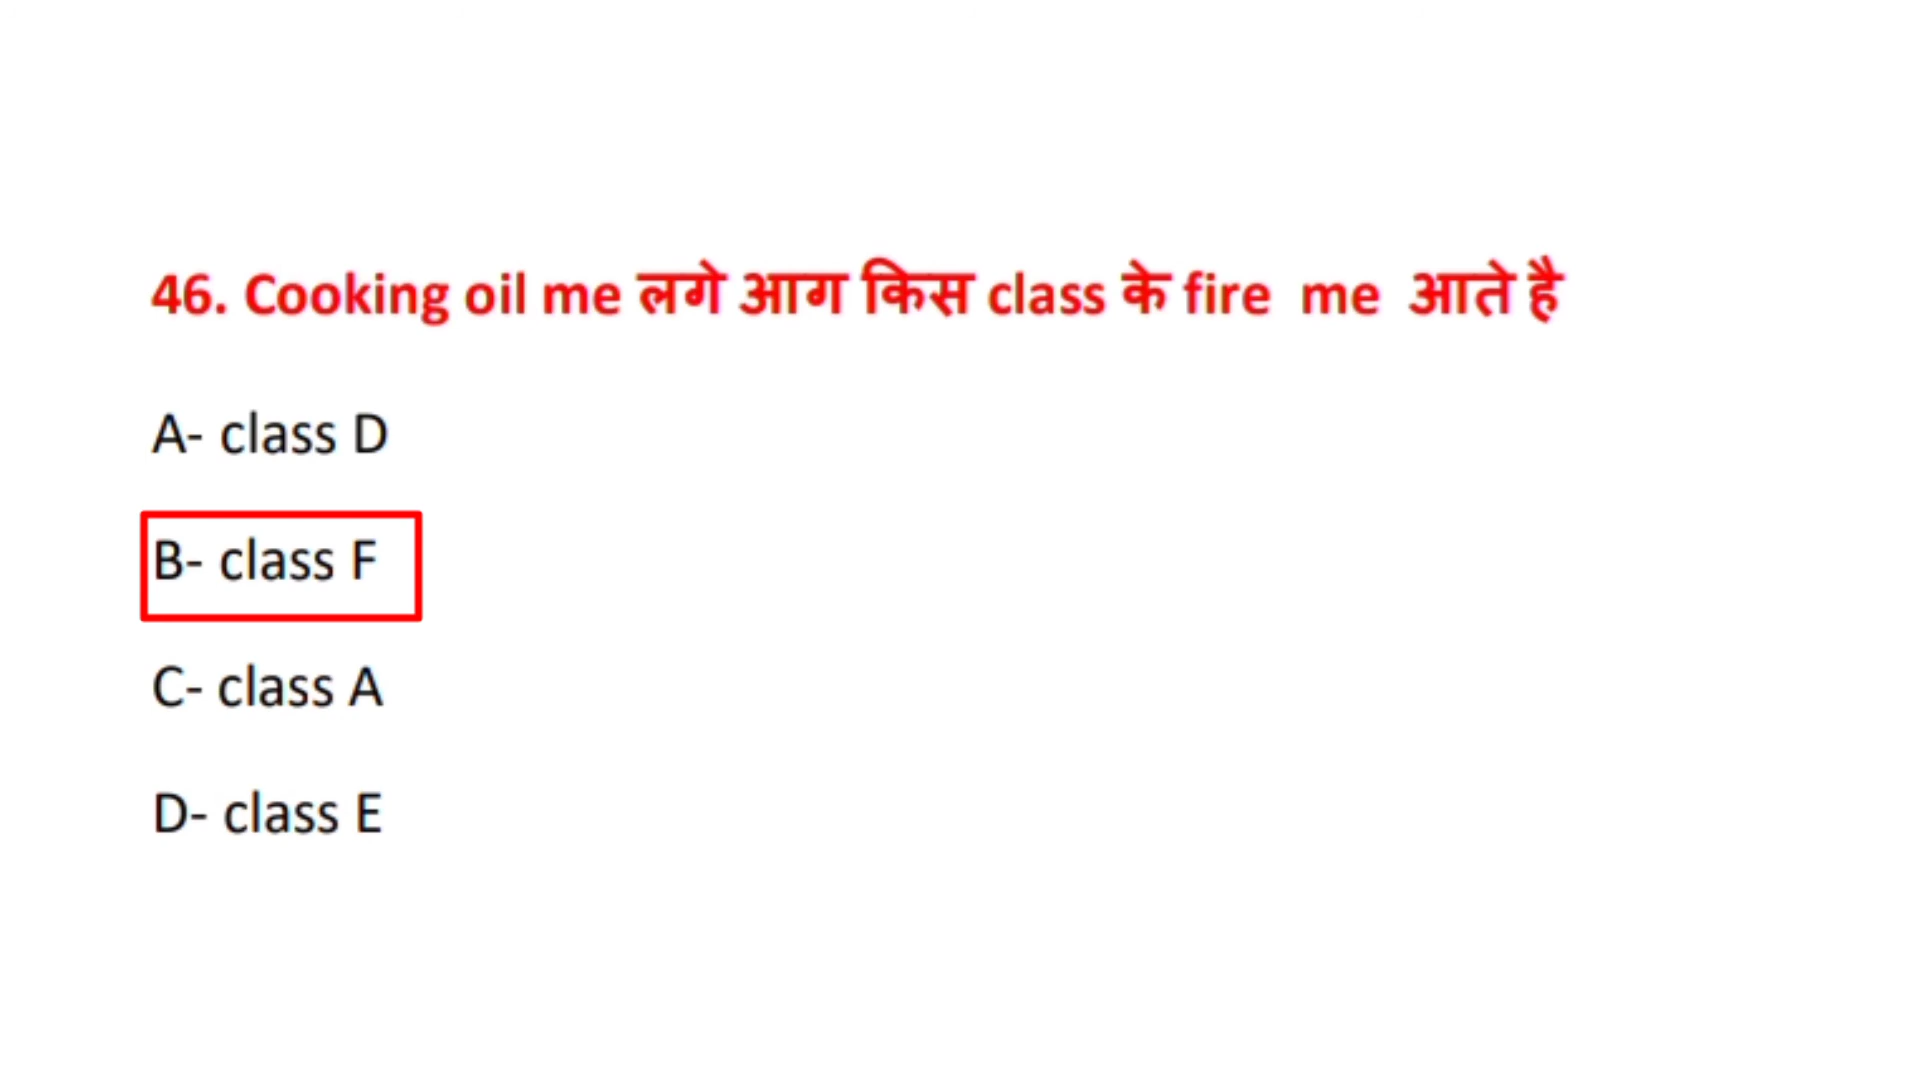 46. Cooking oil me लगे आग किस class के fire me आते है
A- class D
B- class F
C- class A
D- class E